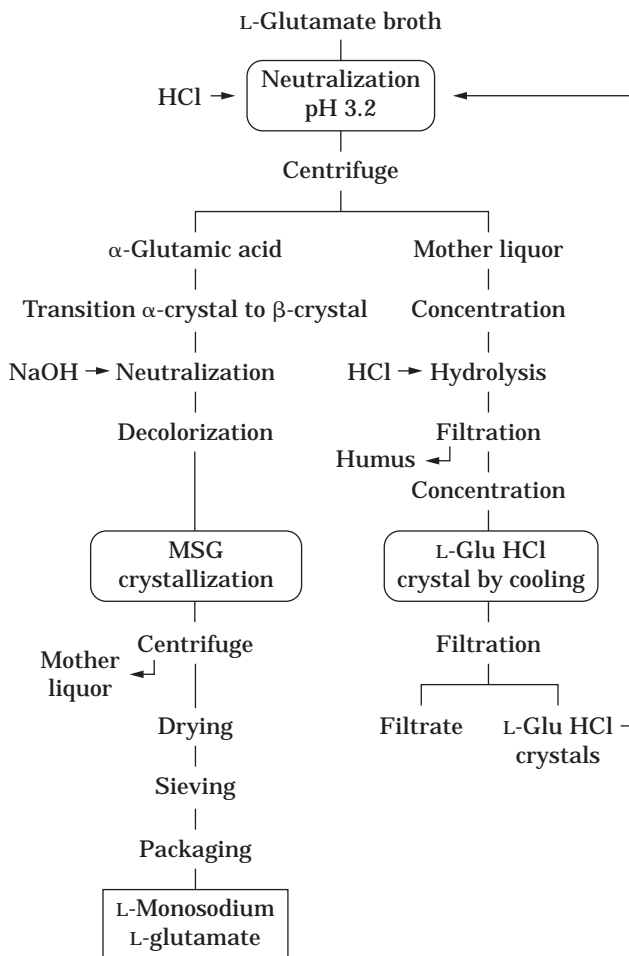 L-Glutamate broth
HCl
Neutralization
pH 3.2
Centrifuge
α-Glutamic acid
Mother liquor
Transition α-crystal to β-crystal
Concentration
NaOH
Neutralization
HCl
Hydrolysis
Decolorization
Filtration
Humus
Concentration
MSG
crystallization
L-Glu HCl
crystal by cooling
Centrifuge
Mother
liquor
Filtration
Drying
Filtrate
L-Glu HCl
crystals
Sieving
Packaging
L-Monosodium
L-glutamate